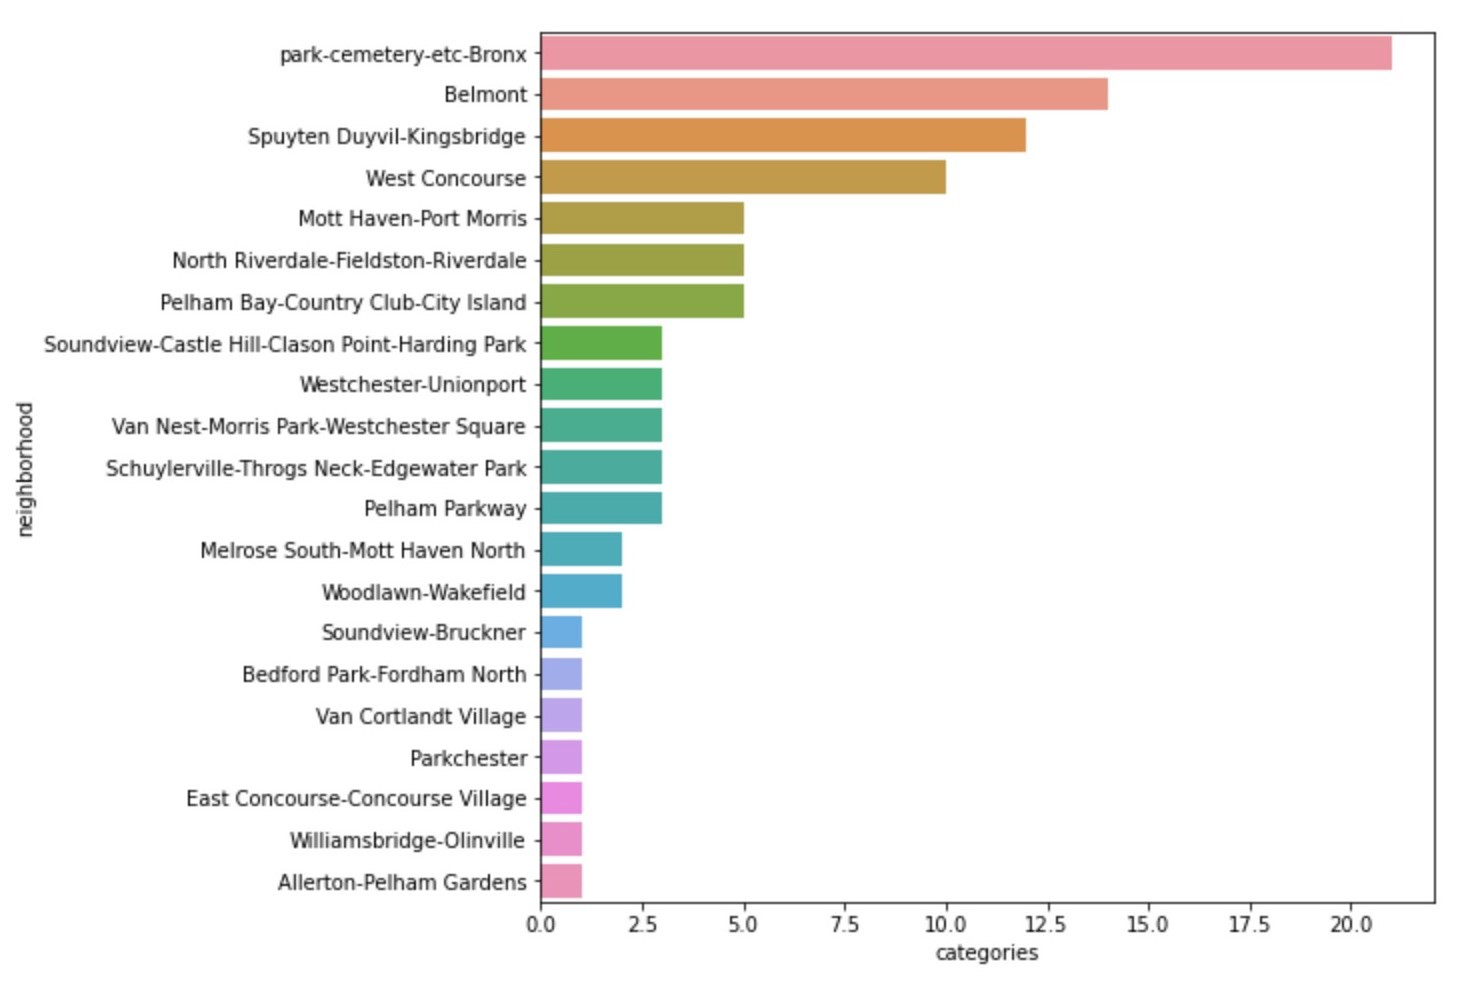 park-cemetery-etc-Bronx
Belmont
Spuyten Duyvil-Kingsbridge
West Concourse
Mott Haven-Port Morris
North Riverdale-Fieldston-Riverdale
Pelham Bay-Country Club-City Island
Soundview-Castle Hill-Clason Point-Harding Park
Westchester-Unionport
Van Nest-Morris Park-Westchester Square
Schuylerville-Throgs Neck-Edgewater Park
Pelham Parkway
Melrose South-Mott Haven North
Woodlawn-Wakefield
Soundview-Bruckner
Bedford Park-Fordham North
Van Cortlandt Village
Parkchester
East Concourse-Concourse Village
Williamsbridge-Olinville
Allerton-Pelham Gardens
neighborhood
0.0 2.5 5.0 7.5 10.0 12.5 15.0 17.5 20.0
categories